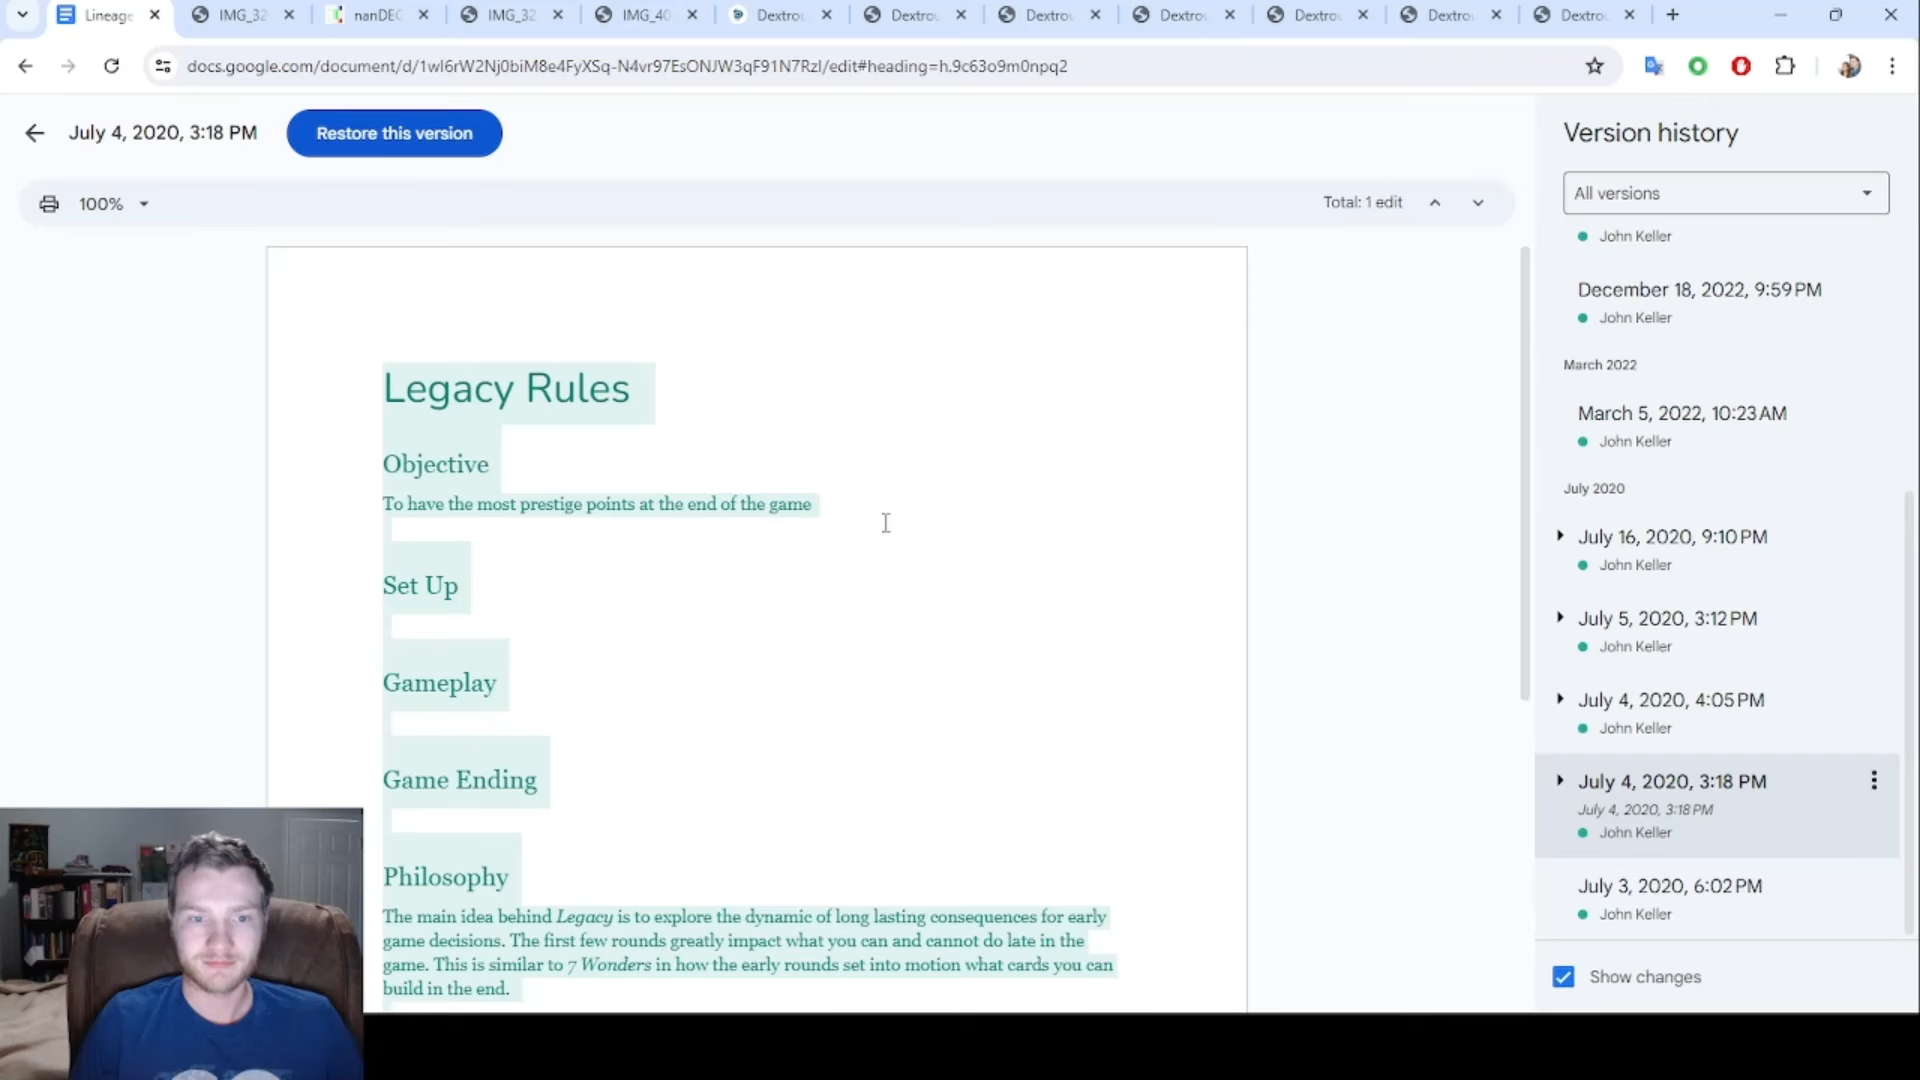 Lineage
IMG_32
nanDEC
IMG_32
IMG_40
Dextrou
Dextrou
Dextrou
Dextrou
Dextrou
Dextrou
Dextrou
docs.google.com/document/d/1wl6rW2Nj0biM8e4FyXSq-N4vr97EsONJW3qF91N7RzI/edit#heading=h.9c63o9m0npq2
July 4, 2020, 3:18 PM
Restore this version
100%
Total: 1 edit
Legacy Rules
Objective
To have the most prestige points at the end of the game
Set Up
Gameplay
Game Ending
Philosophy
The main idea behind Legacy is to explore the dynamic of long lasting consequences for early
game decisions. The first few rounds greatly impact what you can and cannot do late in the
game. This is similar to 7 Wonders in how the early rounds set into motion what cards you can
build in the end.
Version history
All versions
John Keller
December 18, 2022, 9:59 PM
John Keller
March 2022
March 5, 2022, 10:23 AM
John Keller
July 2020
July 16, 2020, 9:10 PM
John Keller
July 5, 2020, 3:12 PM
John Keller
July 4, 2020, 4:05 PM
John Keller
July 4, 2020, 3:18 PM
July 4, 2020, 3:18 PM
John Keller
July 3, 2020, 6:02 PM
John Keller
Show changes